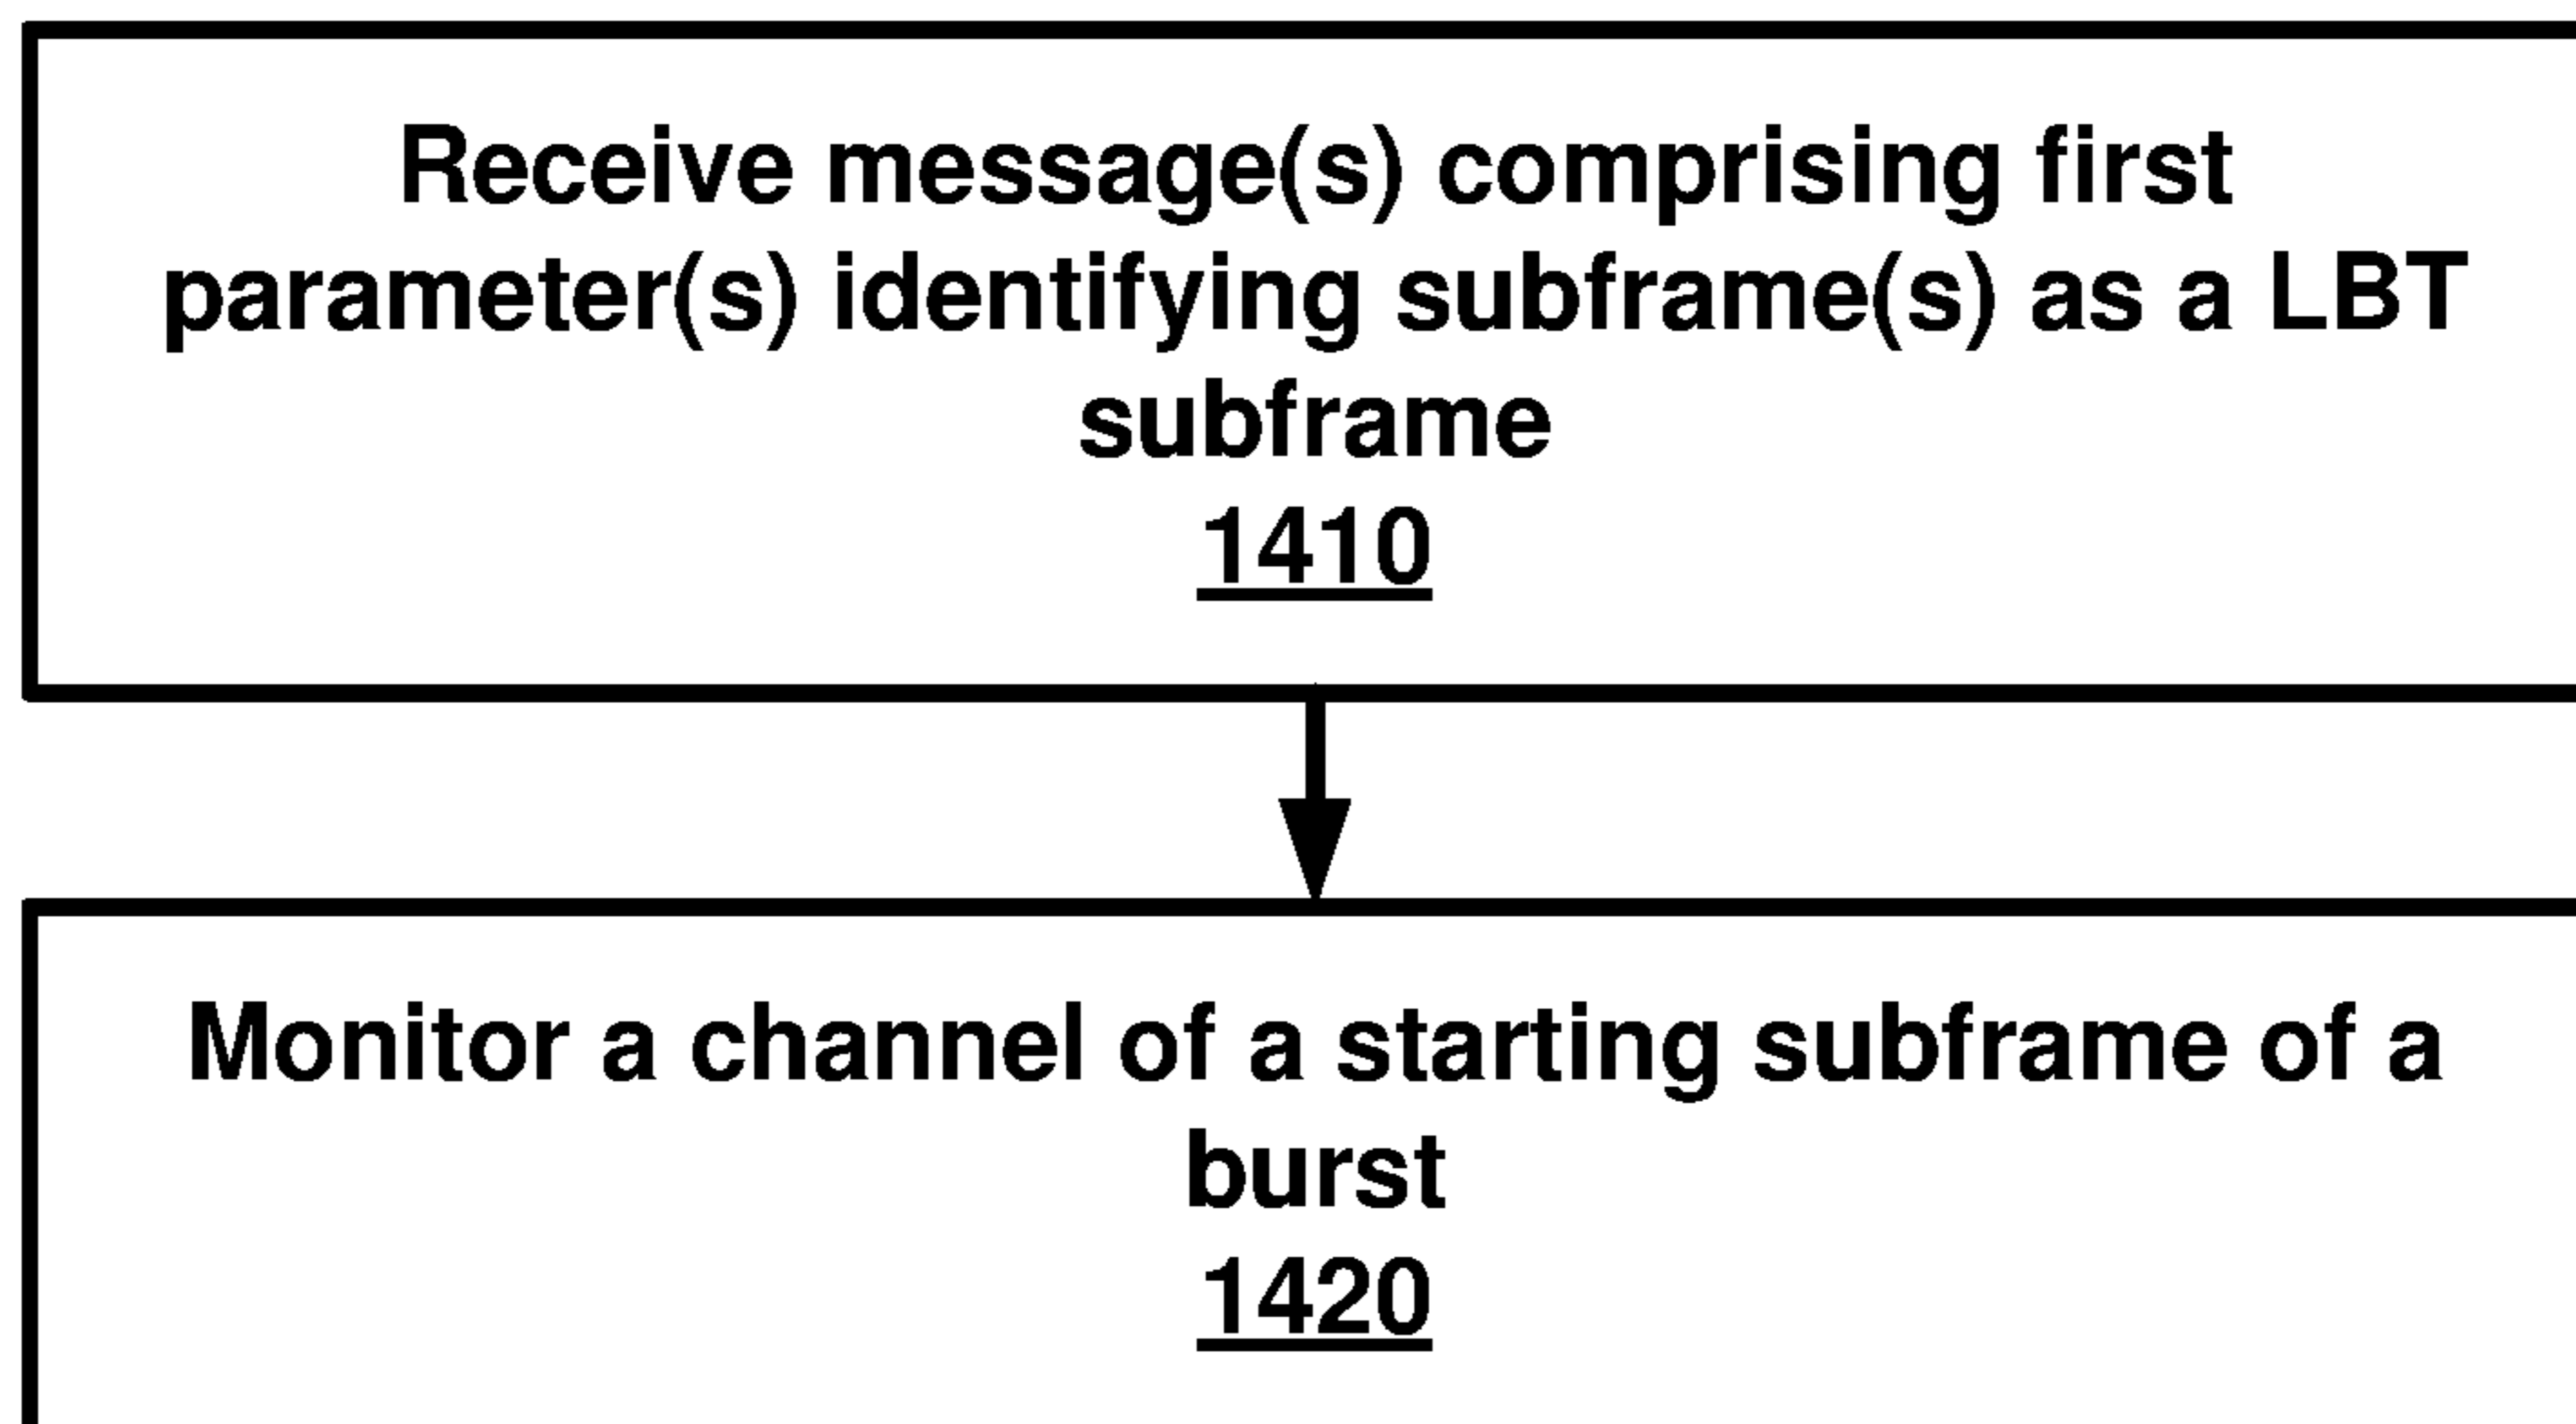 Receive message(s) comprising first
parameter(s) identifying subframe(s) as a LBT
subframe
1410
Monitor a channel of a starting subframe of a
burst
1420